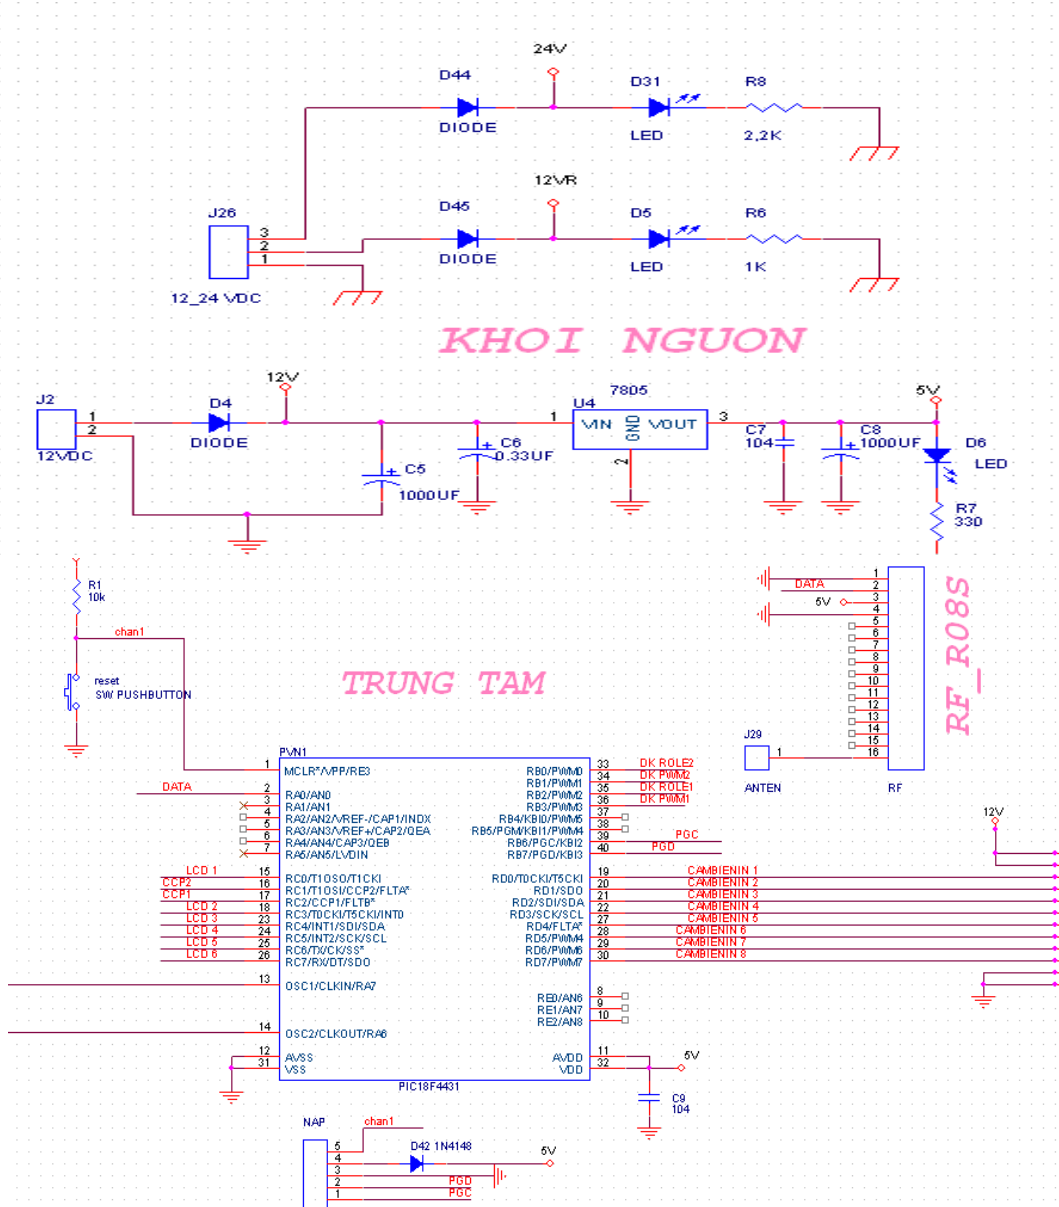 24V
D44
D31
R8
DIODE
LED
2,2K
12VR
D45
D5
R6
J26
3
2
1
DIODE
LED
1K
12_24 VDC
KHOI NGUON
12V
7805
5V
J2
D4
U4
1
1
VIN
GND
VOUT
3
C7
C8
2
C6
104
1000UF
D6
DIODE
12VDC
0.33UF
LED
C5
2
1000UF
R7
330
R1
10k
1
DATA
2
5V
3
4
chan1
5
6
7
reset
8
SW PUSHBUTTON
TRUNG TAM
9
10
11
12
13
14
15
RF_R08S
J29
1
16
ANTEN
RF
PVN1
1
MCLR*/VPP/RE3
RB0/PWM0
33
DK ROLE2
RB1/PWM1
34
DK PWM2
DATA
2
RA0/AN0
RB2/PWM2
35
DK ROLE1
3
RA1/AN1
RB3/PWM3
36
DK PWM1
4
RA2/AN2/VREF-/CAP1/INDX
RB4/KBI0/PWM5
37
5
RA3/AN3/VREF+/CAP2/QEA
RB5/PGM/KBI1/PWM4
38
6
RA4/AN4/CAP3/QEB
RB6/PGC/KBI2
39
PGC
7
RA5/AN5/LVDIN
RB7/PGD/KBI3
40
PGD
12V
LCD 1
15
RC0/T1OSO/T1CKI
RD0/T0CKI/T5CKI
19
CAMBIENIN 1
CCP2
16
RC1/T1OSI/CCP2/FLTA*
RD1/SDO
20
CAMBIENIN 2
CCP1
17
RC2/CCP1/FLTB*
RD2/SDI/SDA
21
CAMBIENIN 3
LCD 2
18
RC3/T0CKI/T5CKI/INT0
RD3/SCK/SCL
22
CAMBIENIN 4
LCD 3
23
RC4/INT1/SDI/SDA
RD4/FLTA*
27
CAMBIENIN 5
LCD 4
24
RC5/INT2/SCK/SCL
RD5/PWM4
28
CAMBIENIN 6
LCD 5
25
RC6/TX/CK/SS*
RD6/PWM6
29
CAMBIENIN 7
LCD 6
26
RC7/RX/DT/SDO
RD7/PWM7
30
CAMBIENIN 8
13
OSC1/CLKIN/RA7
RE0/AN6
8
RE1/AN7
9
RE2/AN8
10
14
OSC2/CLKOUT/RA6
12
AVSS
AVDD
11
5V
31
VSS
VDD
32
PIC18F4431
C9
104
NAP
chan1
5
D42 1N4148
5V
4
3
2
PGD
1
PGC